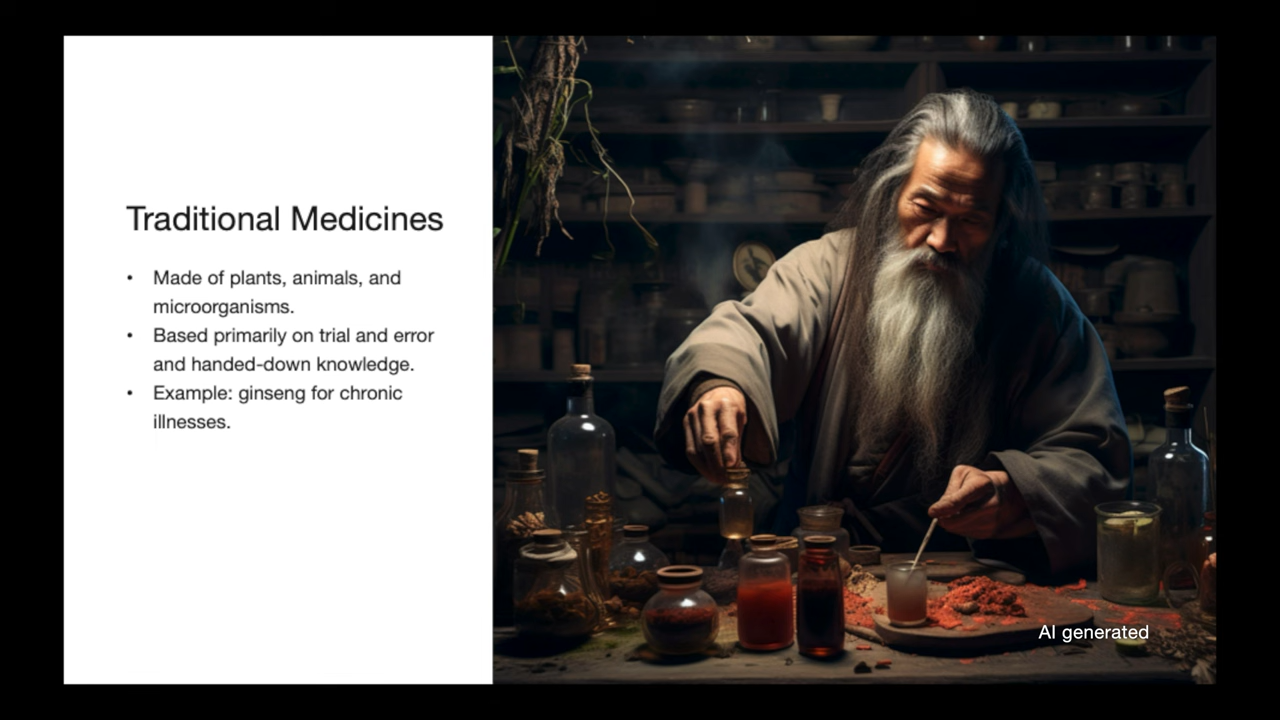 Traditional Medicines
• Made of plants, animals, and
microorganisms.
• Based primarily on trial and error
and handed-down knowledge.
• Example: ginseng for chronic
illnesses.
AI generated